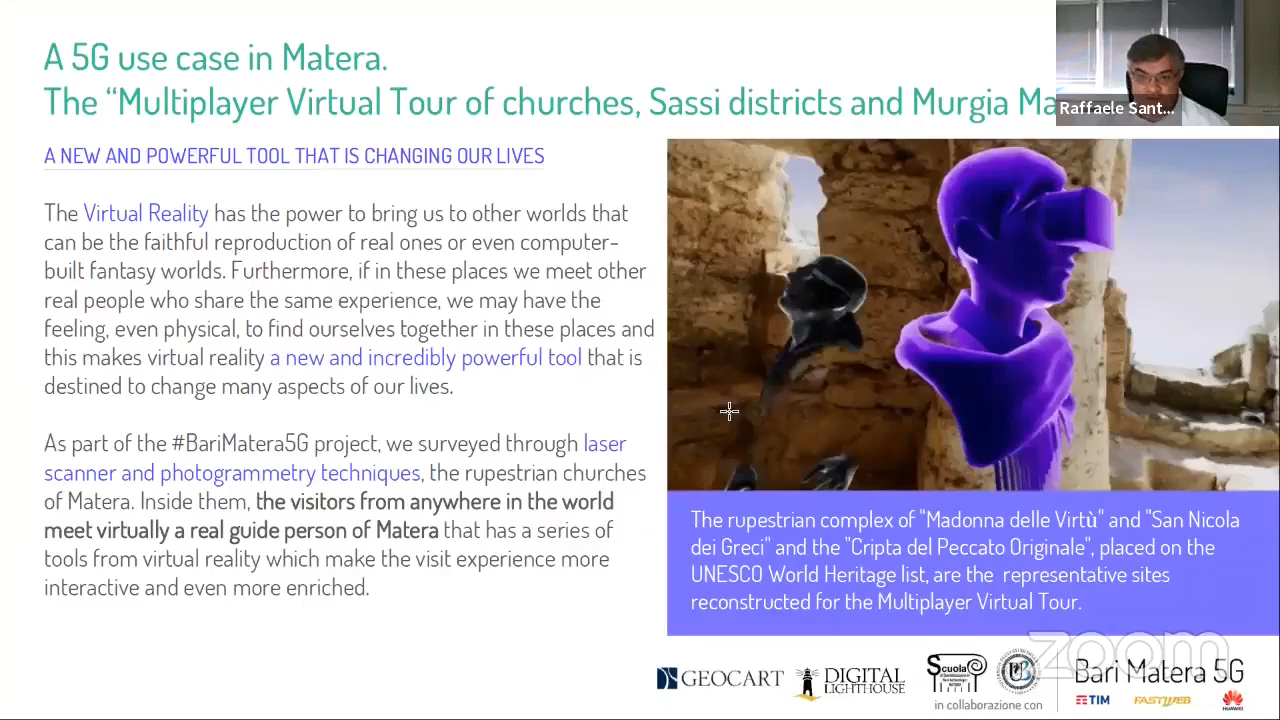 A 5G use case in Matera.
The “Multiplayer Virtual Tour of churches, Sassi districts and Murgia Ma
Raffaele Sant...
A NEW AND POWERFUL TOOL THAT IS CHANGING OUR LIVES
The Virtual Reality has the power to bring us to other worlds that
can be the faithful reproduction of real ones or even computer-
built fantasy worlds. Furthermore, if in these places we meet other
real people who share the same experience, we may have the
feeling, even physical, to find ourselves together in these places and
this makes virtual reality a new and incredibly powerful tool that is
destined to change many aspects of our lives.
As part of the #BariMatera5G project, we surveyed through laser
scanner and photogrammetry techniques, the rupestrian churches
of Matera. Inside them, the visitors from anywhere in the world
meet virtually a real guide person of Matera that has a series of
tools from virtual reality which make the visit experience more
interactive and even more enriched.
The rupestrian complex of "Madonna delle Virtù" and "San Nicola
dei Greci" and the "Cripta del Peccato Originale", placed on the
UNESCO World Heritage list, are the representative sites
reconstructed for the Multiplayer Virtual Tour.
zoom
GEOCART
DIGITAL
LIGHTHOUSE
Scuola
in collaborazione con
Bari Matera 5G
TIM
FASTWEB
HUAWEI